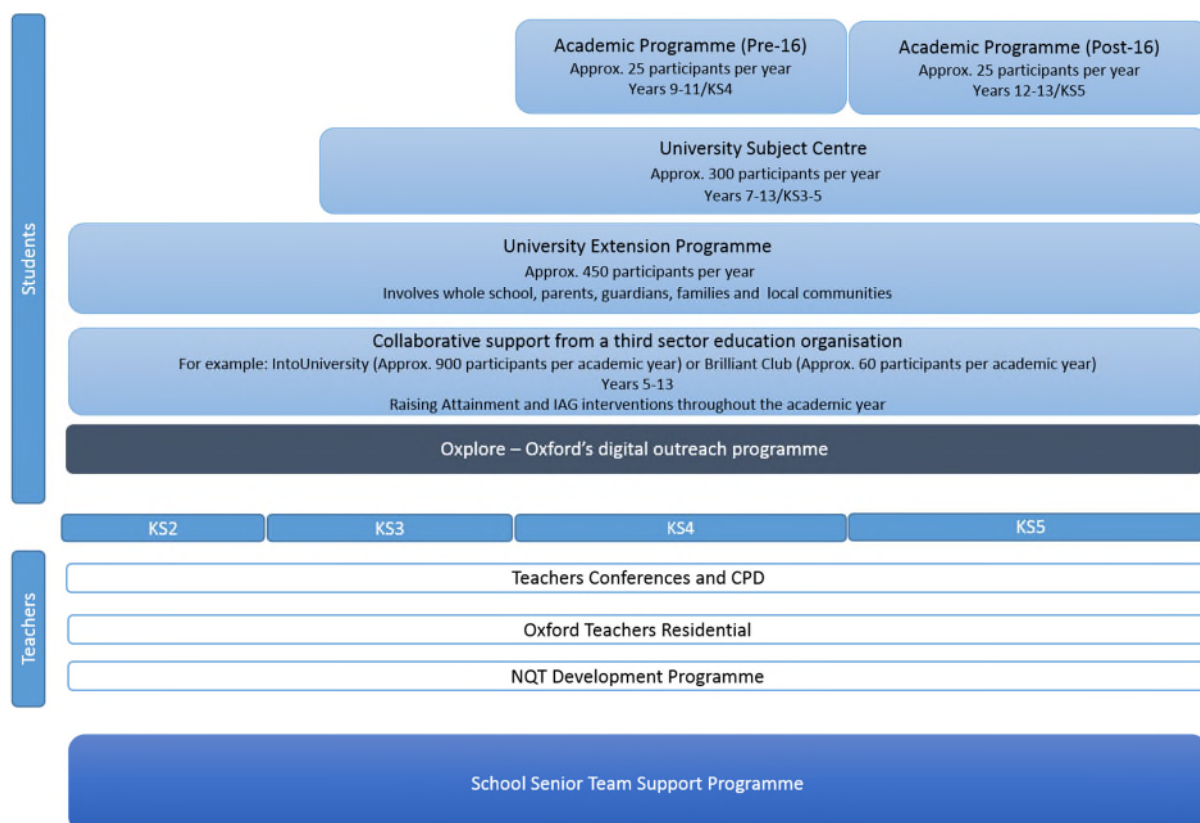 Students
Academic Programme (Pre-16)
Approx. 25 participants per year
Years 9-11/KS4
Academic Programme (Post-16)
Approx. 25 participants per year
Years 12-13/KS5
University Subject Centre
Approx. 300 participants per year
Years 7-13/KS3-5
University Extension Programme
Approx. 450 participants per year
Involves whole school, parents, guardians, families and local communities
Collaborative support from a third sector education organisation
For example: IntoUniversity (Approx. 900 participants per academic year) or Brilliant Club (Approx. 60 participants per academic year)
Years 5-13
Raising Attainment and IAG interventions throughout the academic year
Oxplore – Oxford's digital outreach programme
KS2
KS3
KS4
KS5
Teachers
Teachers Conferences and CPD
Oxford Teachers Residential
NQT Development Programme
School Senior Team Support Programme